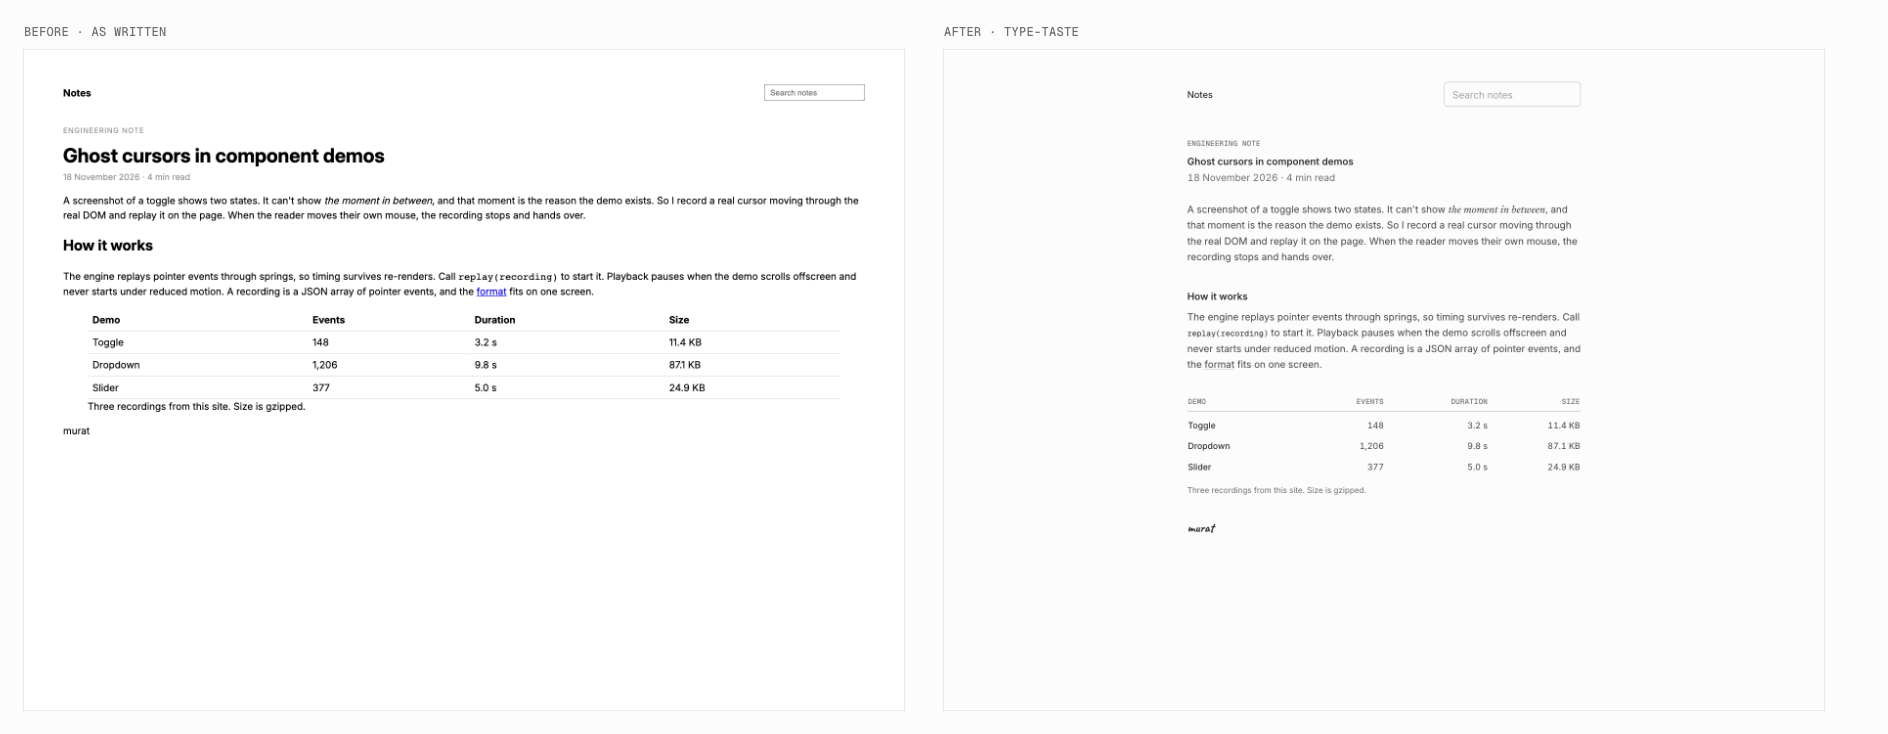 BEFORE · AS WRITTEN
Notes
Search notes
ENGINEERING NOTE
Ghost cursors in component demos
18 November 2026 · 4 min read
A screenshot of a toggle shows two states. It can't show the moment in between, and that moment is the reason the demo exists. So I record a real cursor moving through the
real DOM and replay it on the page. When the reader moves their own mouse, the recording stops and hands over.
How it works
The engine replays pointer events through springs, so timing survives re-renders. Call replay(recording) to start it. Playback pauses when the demo scrolls offscreen and
never starts under reduced motion. A recording is a JSON array of pointer events, and the format fits on one screen.
Demo Events Duration Size
Toggle 148 3.2 s 11.4 KB
Dropdown 1,206 9.8 s 87.1 KB
Slider 377 5.0 s 24.9 KB
Three recordings from this site. Size is gzipped.
murat
AFTER · TYPE-TASTE
Notes
Search notes
ENGINEERING NOTE
Ghost cursors in component demos
18 November 2026 · 4 min read
A screenshot of a toggle shows two states. It can't show the moment in between, and
that moment is the reason the demo exists. So I record a real cursor moving through
the real DOM and replay it on the page. When the reader moves their own mouse, the
recording stops and hands over.
How it works
The engine replays pointer events through springs, so timing survives re-renders. Call
replay(recording) to start it. Playback pauses when the demo scrolls offscreen and
never starts under reduced motion. A recording is a JSON array of pointer events, and
the format fits on one screen.
DEMO EVENTS DURATION SIZE
Toggle 148 3.2 s 11.4 KB
Dropdown 1,206 9.8 s 87.1 KB
Slider 377 5.0 s 24.9 KB
Three recordings from this site. Size is gzipped.
murat